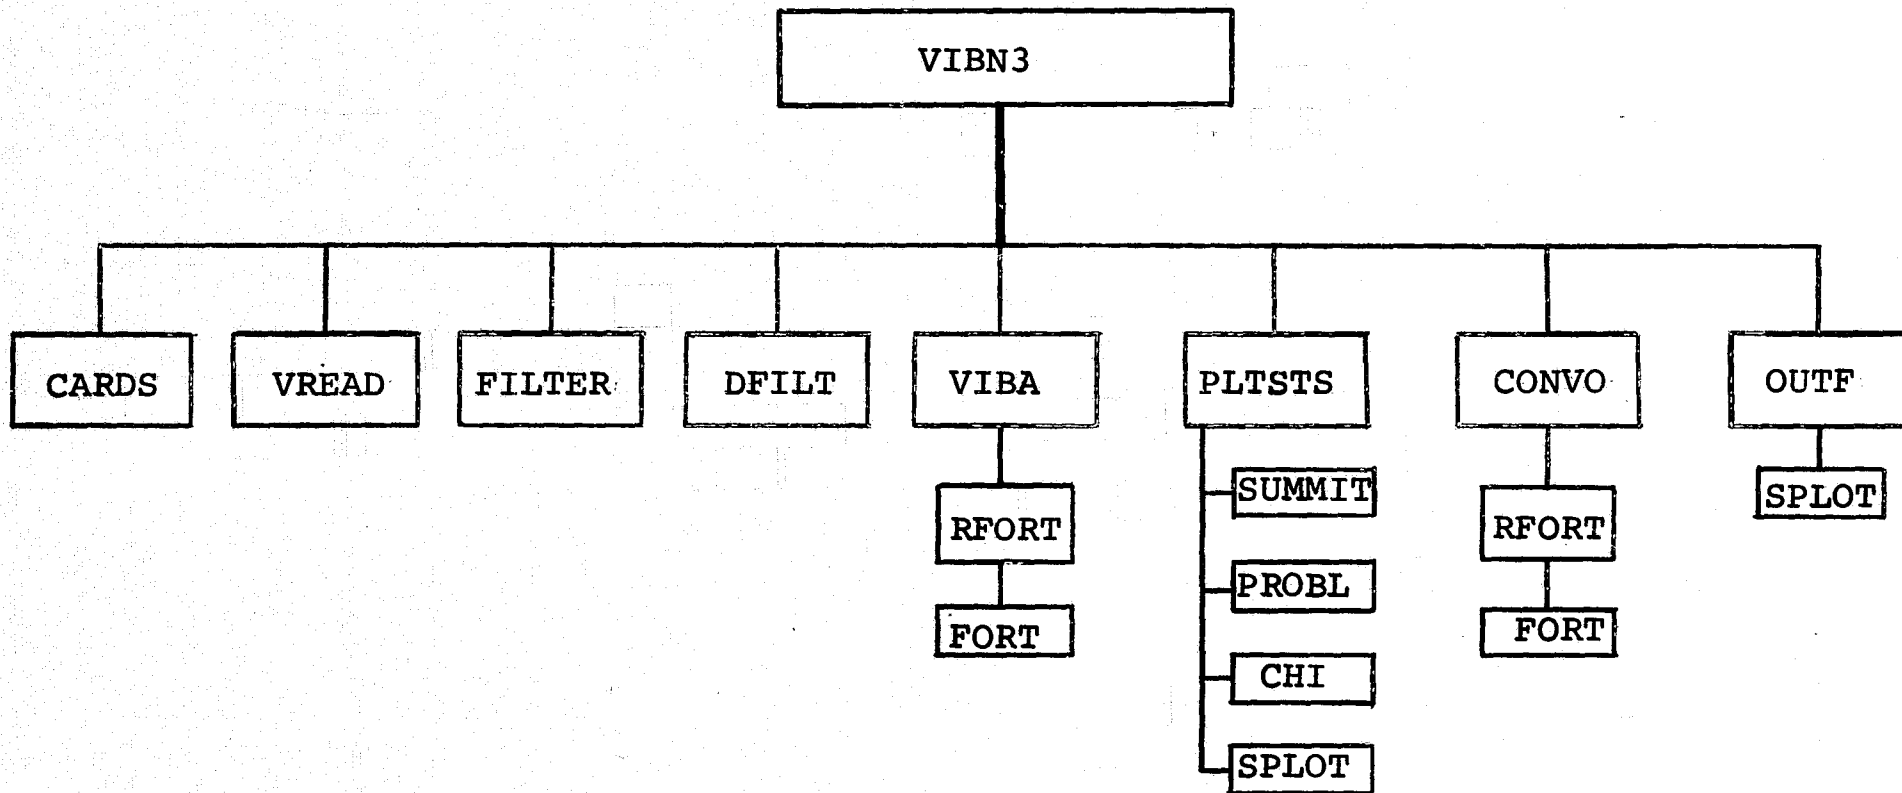 VIBN3
CARDS
VREAD
FILTER
DFILT
VIBA
PLTSTS
CONVO
OUTF
RFORT
FORT
SUMMIT
PROBL
CHI
SPLOT
RFORT
FORT
SPLOT